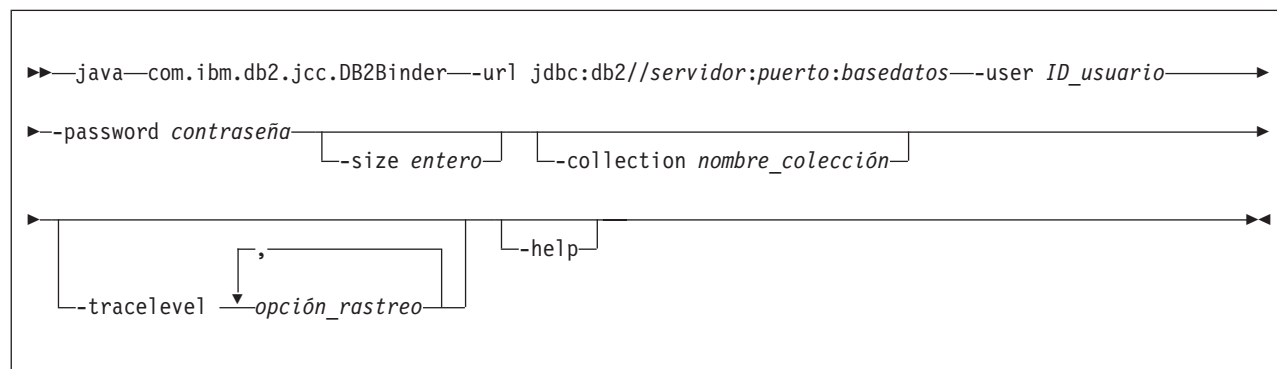 java com.ibm.db2.jcc.DB2Binder -url jdbc:db2//servidor:puerto:basedatos -user ID_usuario
-password contraseña
-size entero
-collection nombre_colección
,
-help
-tracelevel opción_rastreo